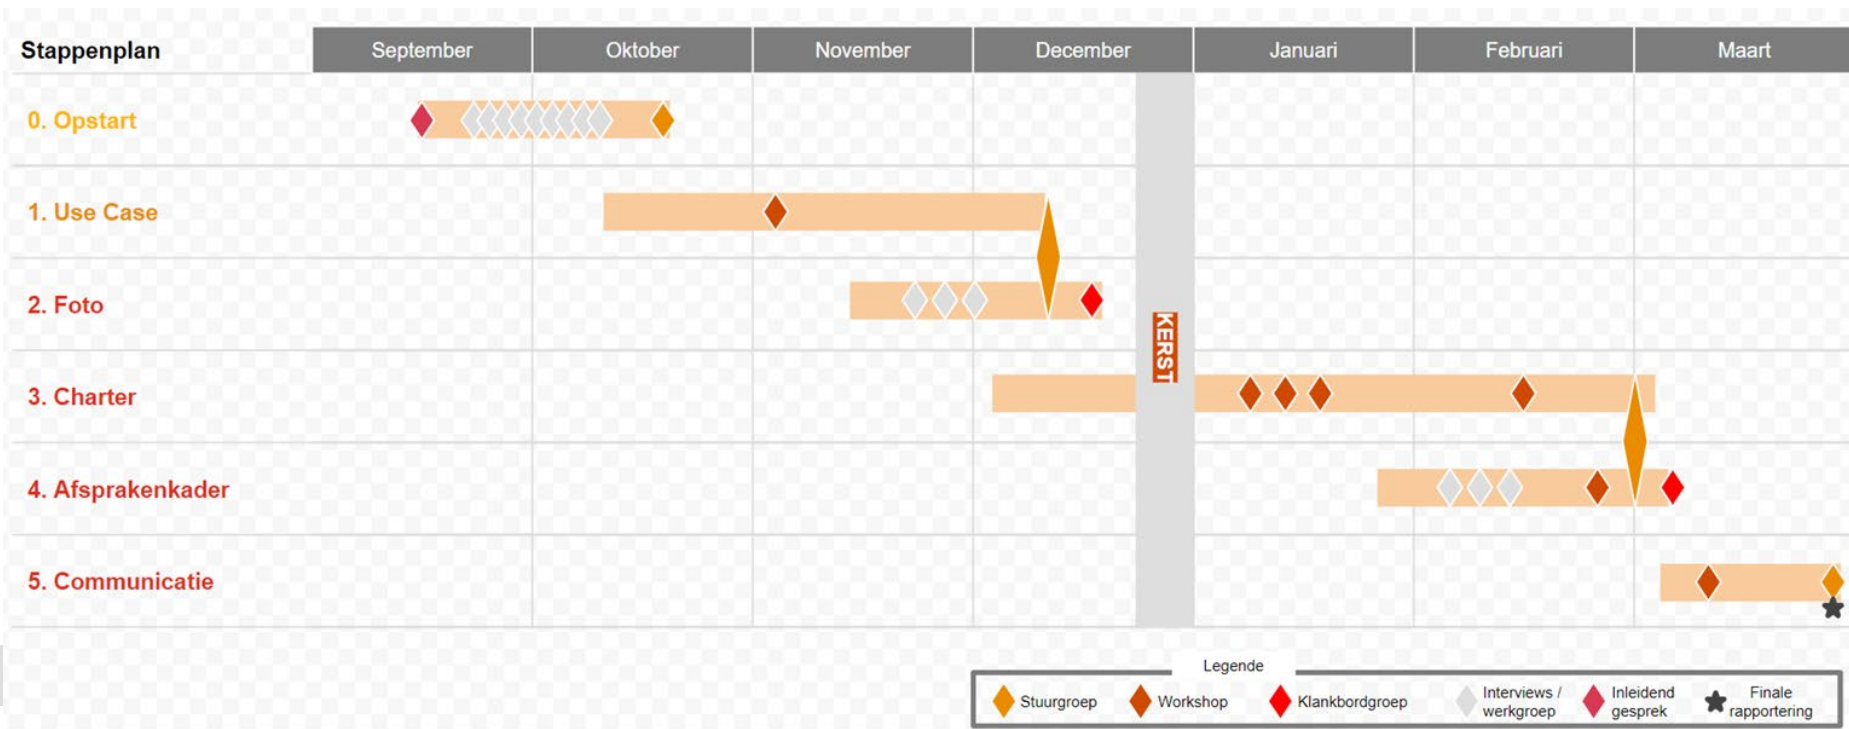 Stappenplan September Oktober November December Januari Februari Maart
0. Opstart
1. Use Case
2. Foto
KERST
3. Charter
4. Afsprakenkader
5. Communicatie
Legende
Stuurgroep Workshop Klankbordgroep
Interviews /
werkgroep
Inleidend
gesprek
Finale
rapportering